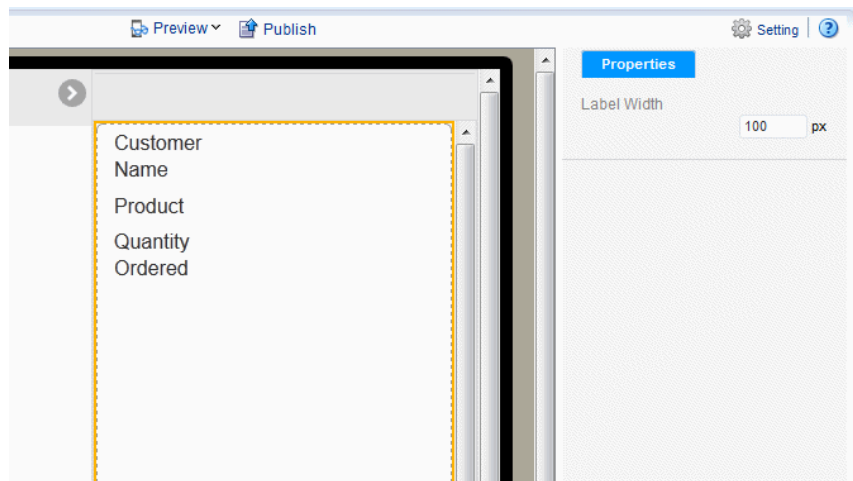 Preview Publish Setting ?
Properties
Label Width
100 px
Customer
Name
Product
Quantity
Ordered